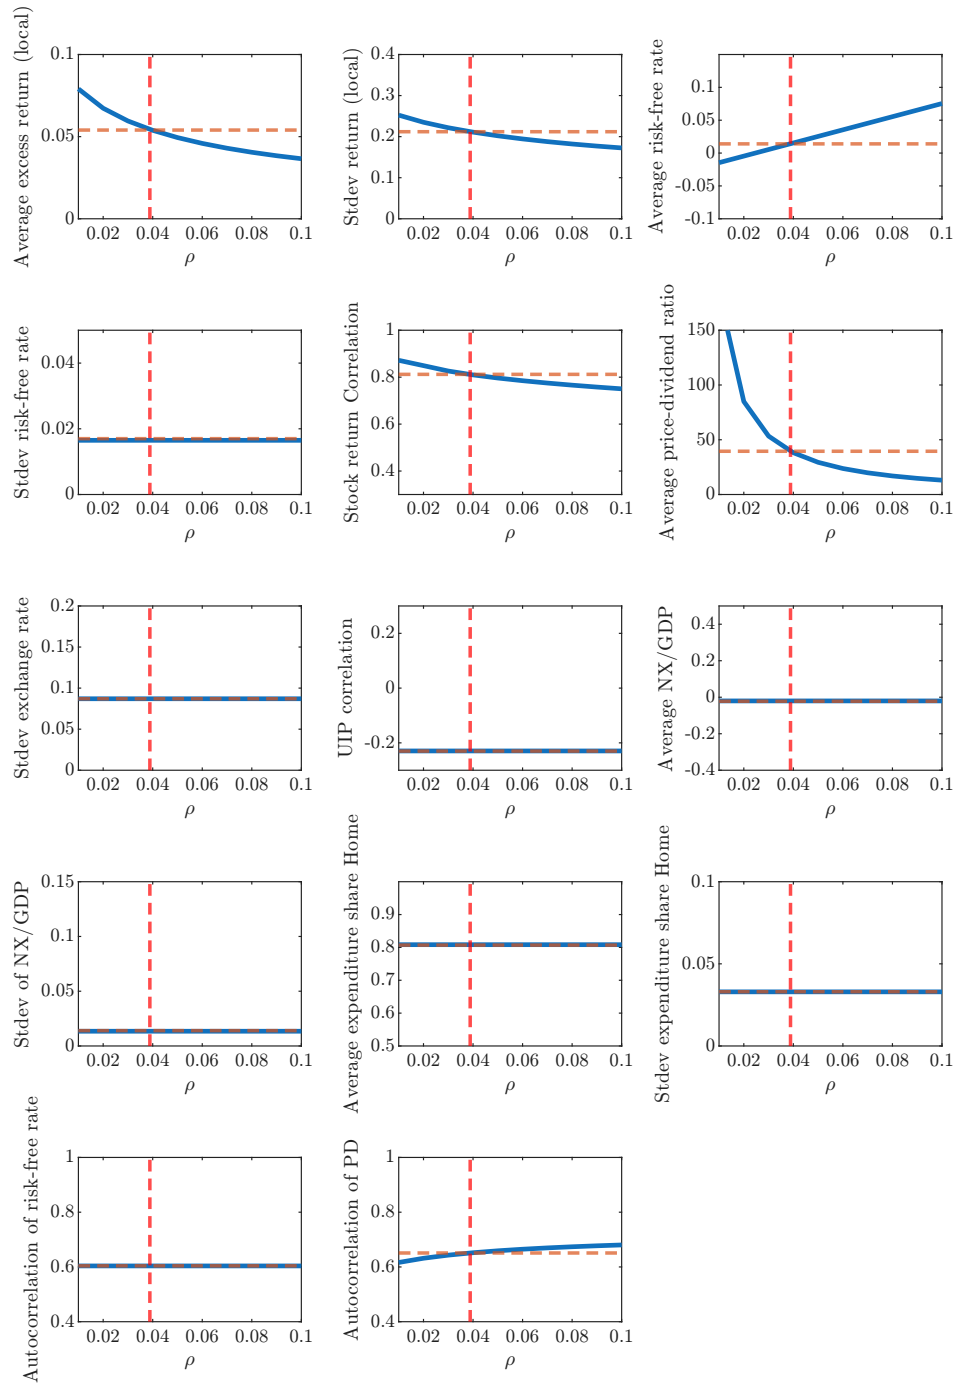 Average excess return (local)
0.1
0.05
0
0.02 0.04 0.06 0.08 0.1
ρ
Stdev return (local)
0.4
0.3
0.2
0.1
0
0.02 0.04 0.06 0.08 0.1
ρ
Average risk-free rate
0.1
0.05
0
-0.05
-0.1
0.02 0.04 0.06 0.08 0.1
ρ
Stdev risk-free rate
0.04
0.02
0
0.02 0.04 0.06 0.08 0.1
ρ
Stock return Correlation
1
0.8
0.6
0.4
0.02 0.04 0.06 0.08 0.1
ρ
Average price-dividend ratio
150
100
50
0
0.02 0.04 0.06 0.08 0.1
ρ
Stdev exchange rate
0.2
0.15
0.1
0.05
0
0.02 0.04 0.06 0.08 0.1
ρ
UIP correlation
0.2
0
-0.2
0.02 0.04 0.06 0.08 0.1
ρ
Average NX/GDP
0.4
0.2
0
-0.2
-0.4
0.02 0.04 0.06 0.08 0.1
ρ
Stdev of NX/GDP
0.15
0.1
0.05
0
0.02 0.04 0.06 0.08 0.1
ρ
Average expenditure share Home
0.9
0.8
0.7
0.6
0.5
0.02 0.04 0.06 0.08 0.1
ρ
Stdev expenditure share Home
0.1
0.05
0
0.02 0.04 0.06 0.08 0.1
ρ
Autocorrelation of risk-free rate
1
0.8
0.6
0.4
0.02 0.04 0.06 0.08 0.1
ρ
Autocorrelation of PD
1
0.8
0.6
0.4
0.02 0.04 0.06 0.08 0.1
ρ